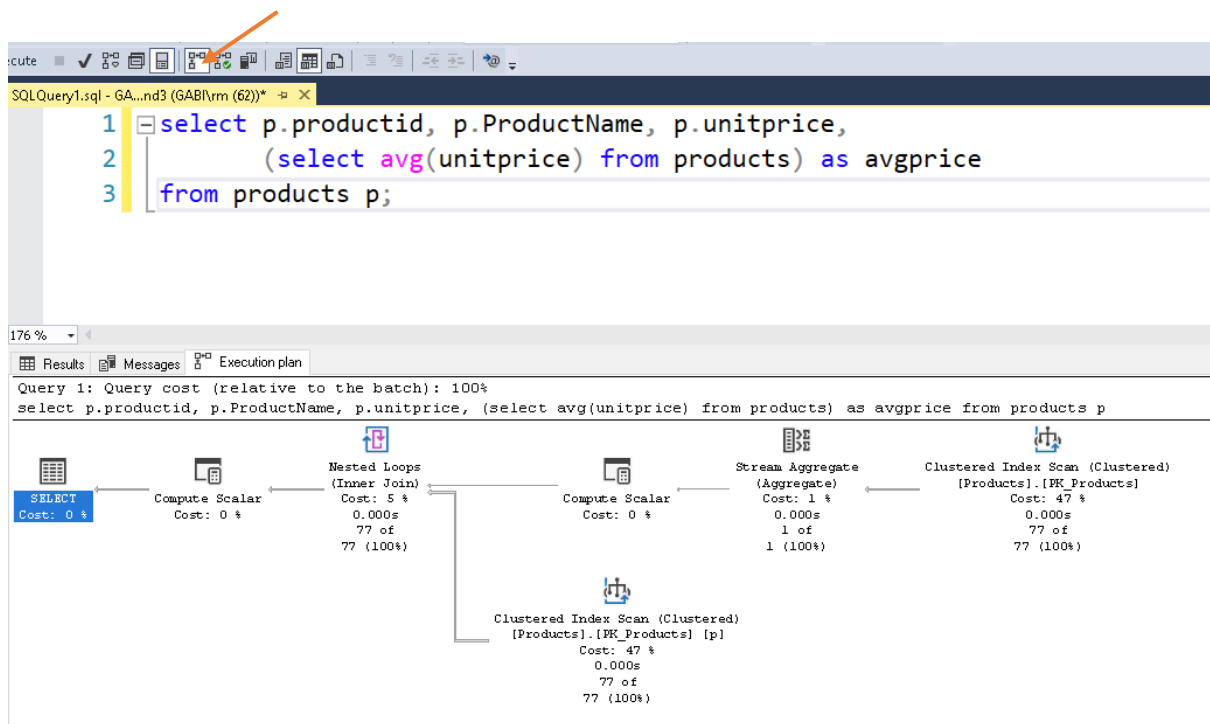 ecute
SQLQuery1.sql - GA...nd3 (GABI\rm (62))*
1 select p.productid, p.ProductName, p.unitprice,
2 (select avg(unitprice) from products) as avgprice
3 from products p;
176 %
Results Messages Execution plan
Query 1: Query cost (relative to the batch): 100%
select p.productid, p.ProductName, p.unitprice, (select avg(unitprice) from products) as avgprice from products p
SELECT
Cost: 0 %
Compute Scalar
Cost: 0 %
Nested Loops
(Inner Join)
Cost: 5 %
0.000s
77 of
77 (100%)
Compute Scalar
Cost: 0 %
Stream Aggregate
(Aggregate)
Cost: 1 %
0.000s
1 of
1 (100%)
Clustered Index Scan (Clustered)
[Products].[PK_Products]
Cost: 47 %
0.000s
77 of
77 (100%)
Clustered Index Scan (Clustered)
[Products].[PK_Products] [p]
Cost: 47 %
0.000s
77 of
77 (100%)